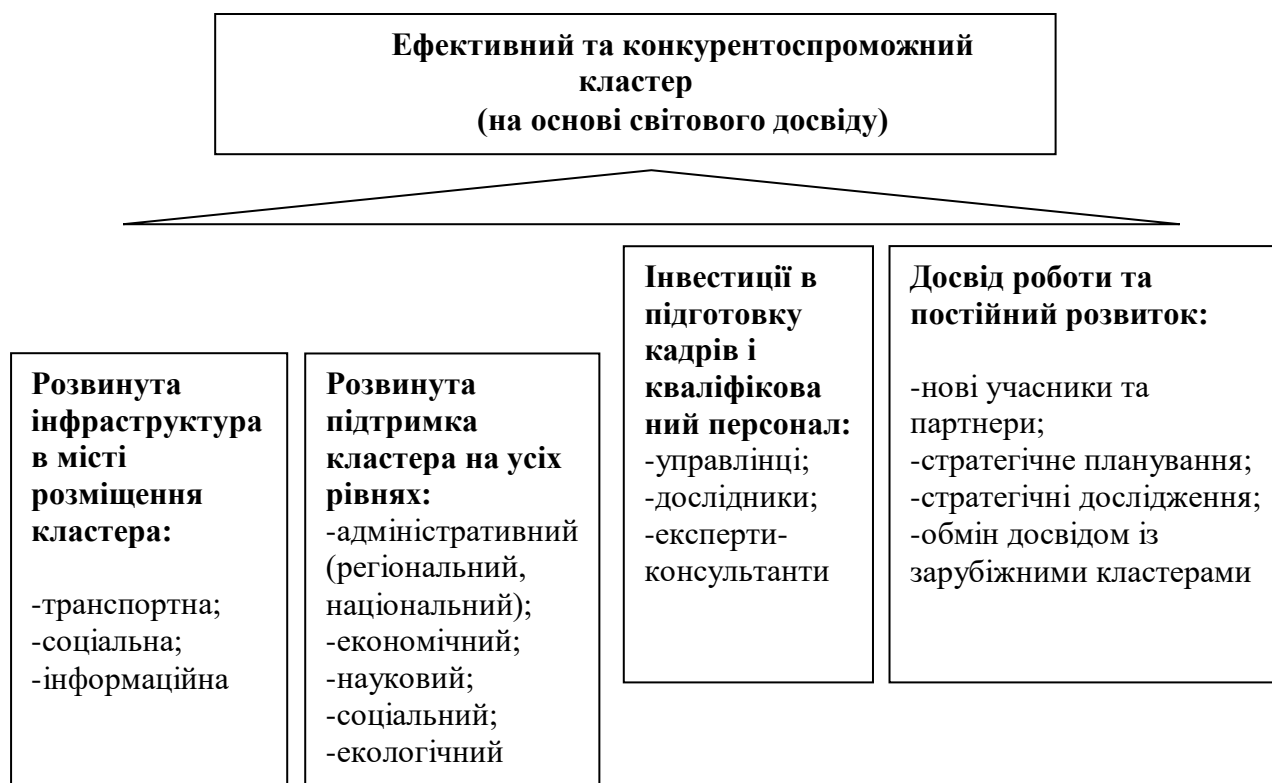 Ефективний та конкурентоспроможний
кластер
(на основі світового досвіду)
Розвинута
інфраструктура
в місті
розміщення
кластера:
-транспортна;
-соціальна;
-інформаційна
Розвинута
підтримка
кластера на усіх
рівнях:
-адміністративний
(регіональний,
національний);
-економічний;
-науковий;
-соціальний;
-екологічний
Інвестиції в
підготовку
кадрів і
кваліфікова
ний персонал:
-управлінці;
-дослідники;
-експерти-
консультанти
Досвід роботи та
постійний розвиток:
-нові учасники та
партнери;
-стратегічне планування;
-стратегічні дослідження;
-обмін досвідом із
зарубіжними кластерами